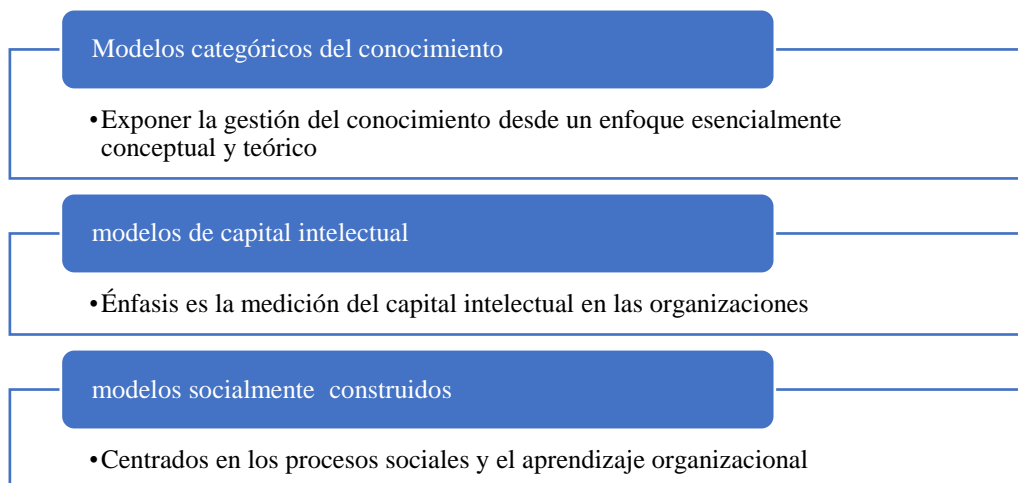 Modelos categóricos del conocimiento
•Exponer la gestión del conocimiento desde un enfoque esencialmente
conceptual y teórico
modelos de capital intelectual
•Énfasis es la medición del capital intelectual en las organizaciones
modelos socialmente  construidos
•Centrados en los procesos sociales y el aprendizaje organizacional